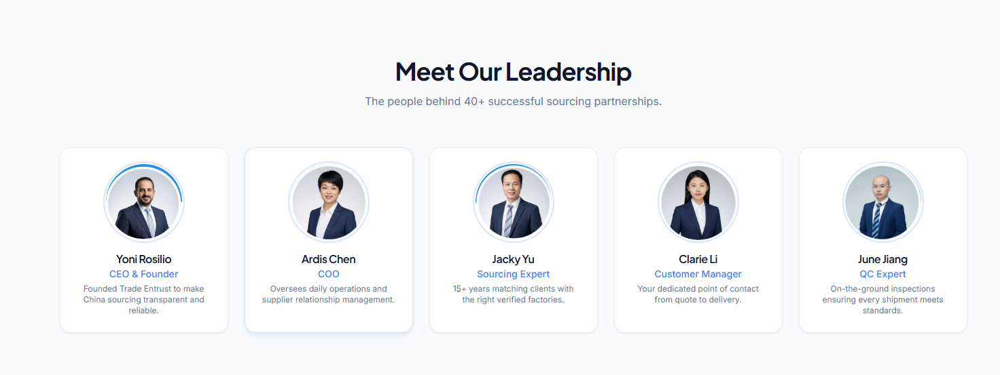 Meet Our Leadership
The people behind 40+ successful sourcing partnerships.
Yoni Rosilio
CEO & Founder
Founded Trade Entrust to make
China sourcing transparent and
reliable.
Ardis Chen
COO
Oversees daily operations and
supplier relationship management.
Jacky Yu
Sourcing Expert
15+ years matching clients with
the right verified factories.
Clarie Li
Customer Manager
Your dedicated point of contact
from quote to delivery.
June Jiang
QC Expert
On-the-ground inspections
ensuring every shipment meets
standards.